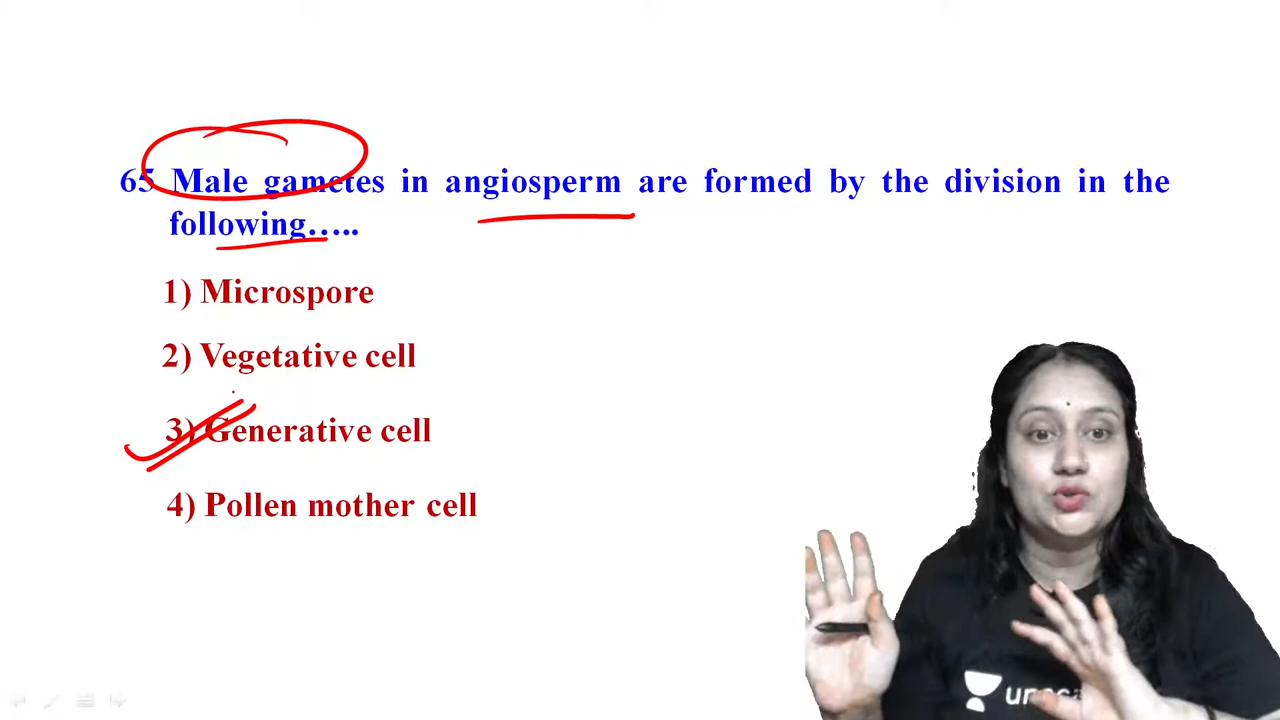 65 Male gametes in angiosperm are formed by the division in the
following…..
1) Microspore
2) Vegetative cell
3) Generative cell
4) Pollen mother cell